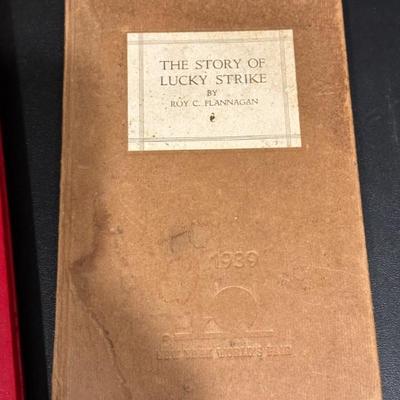 THE STORY OF
LUCKY STRIKE
BY
ROY C. FLANNAGAN
1939
NEW YORK WORLD'S FAIR